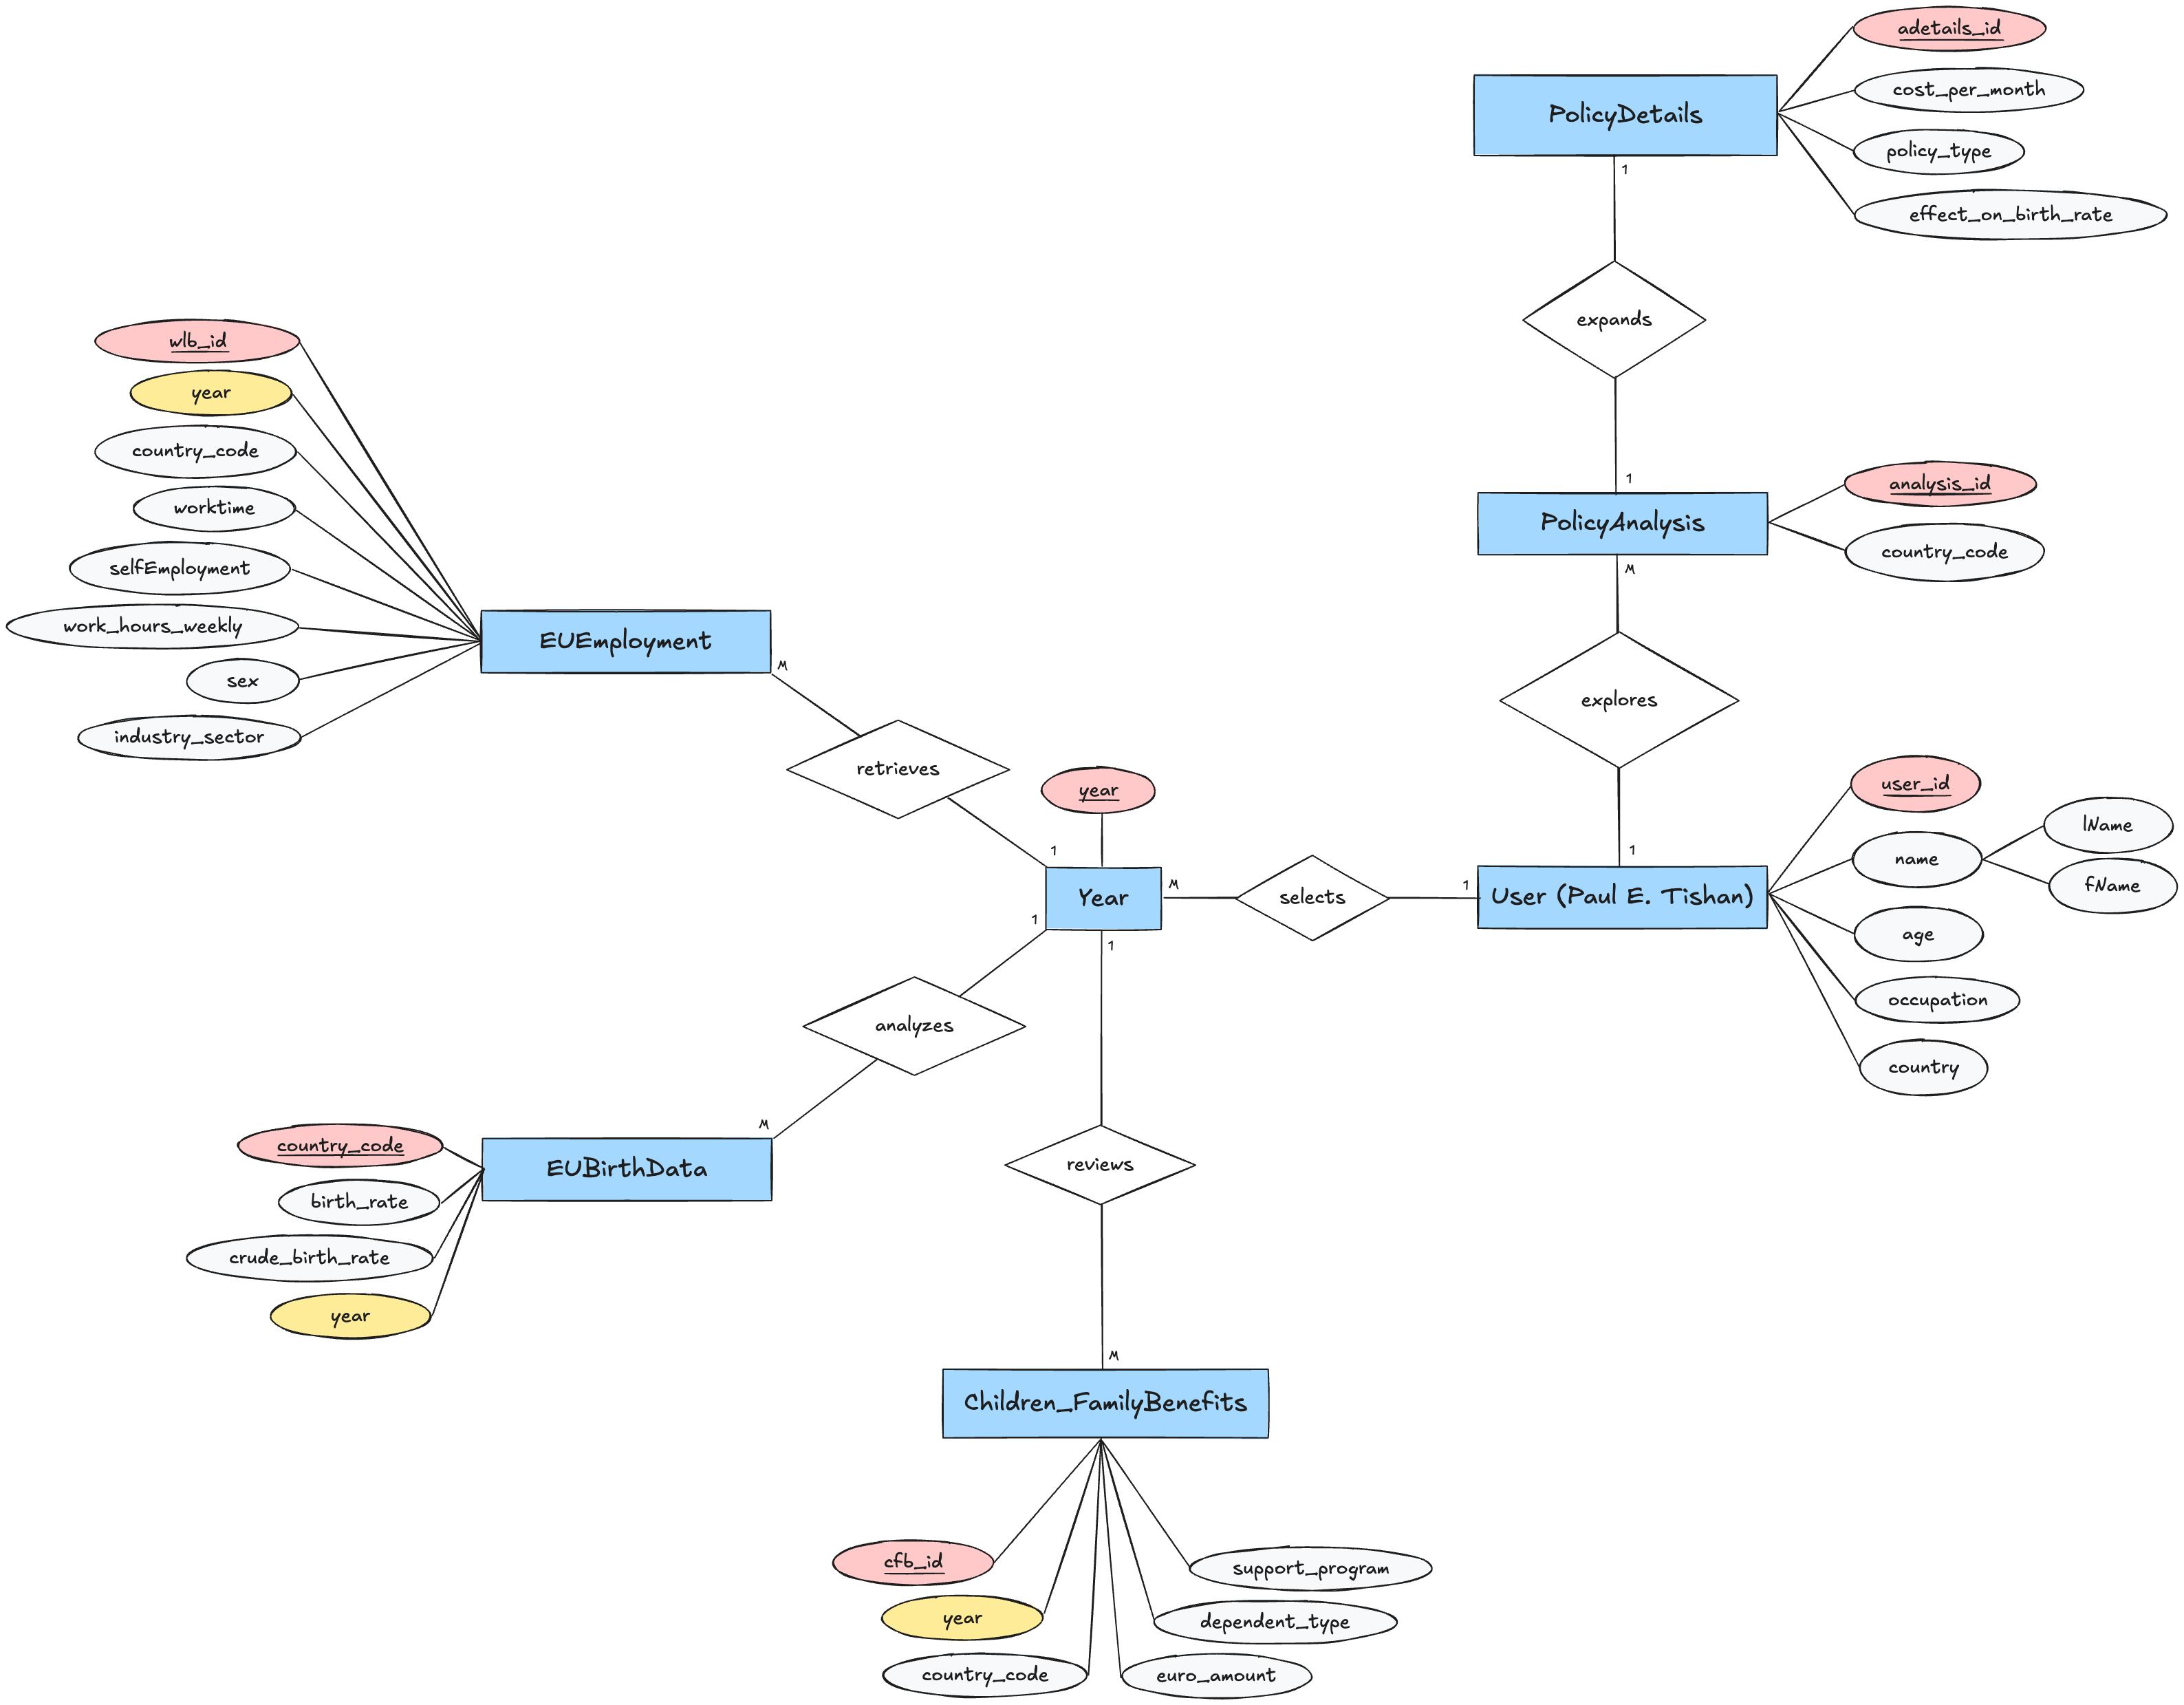 adetails_id
cost_per_month
policy_type
effect_on_birth_rate
PolicyDetails
1
expands
1
PolicyAnalysis
analysis_id
country_code
M
explores
1
wlb_id
year
country_code
worktime
selfEmployment
work_hours_weekly
sex
industry_sector
EUEmployment
M
retrieves
1
year
Year
M
selects
1
User (Paul E. Tishan)
user_id
name
lName
fName
age
occupation
country
1
analyzes
M
1
reviews
M
country_code
birth_rate
crude_birth_rate
year
EUBirthData
Children_FamilyBenefits
cfb_id
year
country_code
support_program
dependent_type
euro_amount